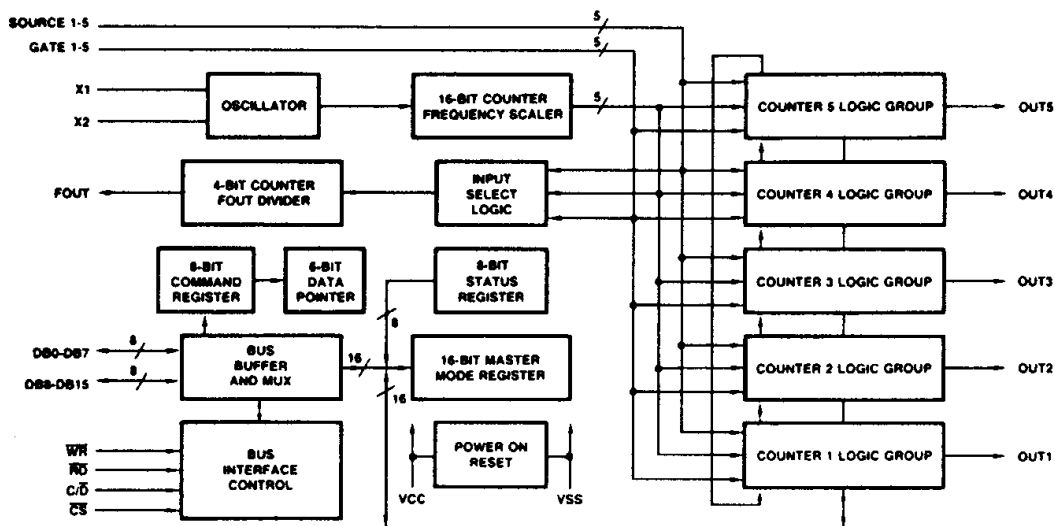 SOURCE 1-5
5
GATE 1-5
5
X1
X2
OSCILLATOR
16-BIT COUNTER
FREQUENCY SCALER
5
COUNTER 5 LOGIC GROUP
OUT5
FOUT
4-BIT COUNTER
FOUT DIVIDER
INPUT
SELECT
LOGIC
COUNTER 4 LOGIC GROUP
OUT4
8-BIT
COMMAND
REGISTER
6-BIT
DATA
POINTER
8-BIT
STATUS
REGISTER
COUNTER 3 LOGIC GROUP
OUT3
8
DB0-DB7
8
DB8-DB15
8
BUS
BUFFER
AND MUX
16
16-BIT MASTER
MODE REGISTER
16
COUNTER 2 LOGIC GROUP
OUT2
W̅R̅
R̅D̅
C/D̅
C̅S̅
BUS
INTERFACE
CONTROL
POWER ON
RESET
VCC
VSS
COUNTER 1 LOGIC GROUP
OUT1